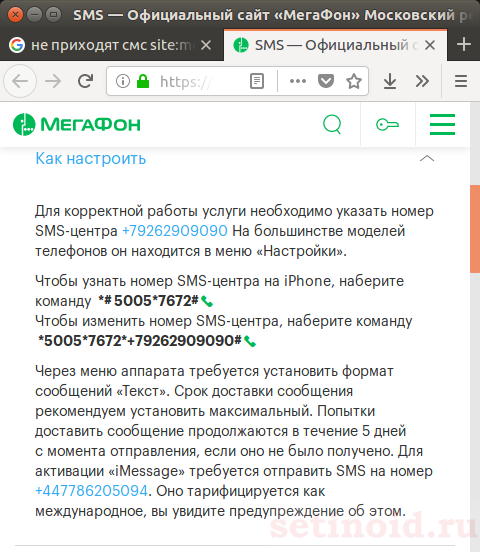 SMS — Официальный сайт «МегаФон» Московский ре
не приходят смс site:m
SMS — Официальный с
https://
МЕГАФОН
Как настроить
Для корректной работы услуги необходимо указать номер
SMS-центра +79262909090 На большинстве моделей
телефонов он находится в меню «Настройки».
Чтобы узнать номер SMS-центра на iPhone, наберите
команду *#5005*7672#
Чтобы изменить номер SMS-центра, наберите команду
*5005*7672*+79262909090#
Через меню аппарата требуется установить формат
сообщений «Текст». Срок доставки сообщения
рекомендуем установить максимальный. Попытки
доставить сообщение продолжаются в течение 5 дней
с момента отправления, если оно не было получено. Для
активации «iMessage» требуется отправить SMS на номер
+447786205094. Оно тарифицируется как
международное, вы увидите предупреждение об этом.
setinoid.ru